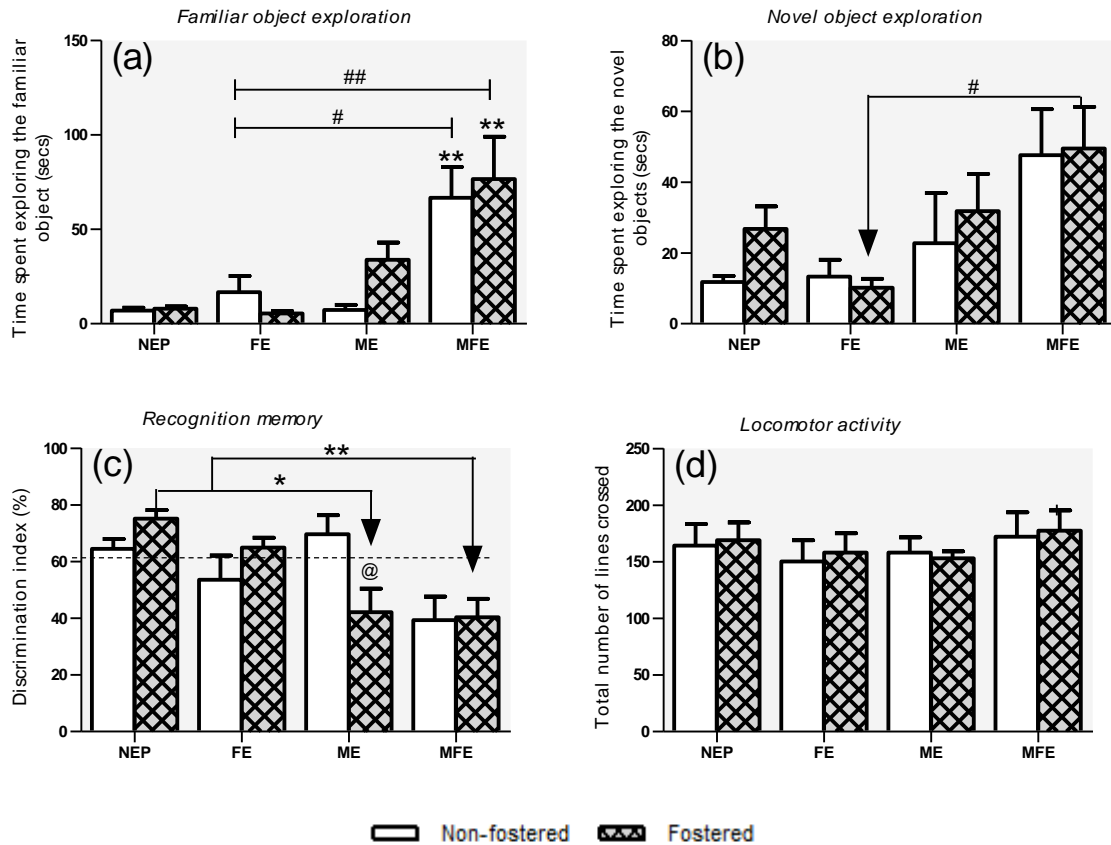 Familiar object exploration
Time spent exploring the familiar
object (secs)
(a)
150
100
50
0
##
#
**
**
NEP FE ME MFE
Novel object exploration
Time spent exploring the novel
objects (secs)
(b)
80
60
40
20
0
#
NEP FE ME MFE
Recognition memory
Discrimination index (%)
(c)
100
80
60
40
20
0
**
*
@
NEP FE ME MFE
Locomotor activity
Total number of lines crossed
(d)
250
200
150
100
50
0
NEP FE ME MFE
Non-fostered Fostered